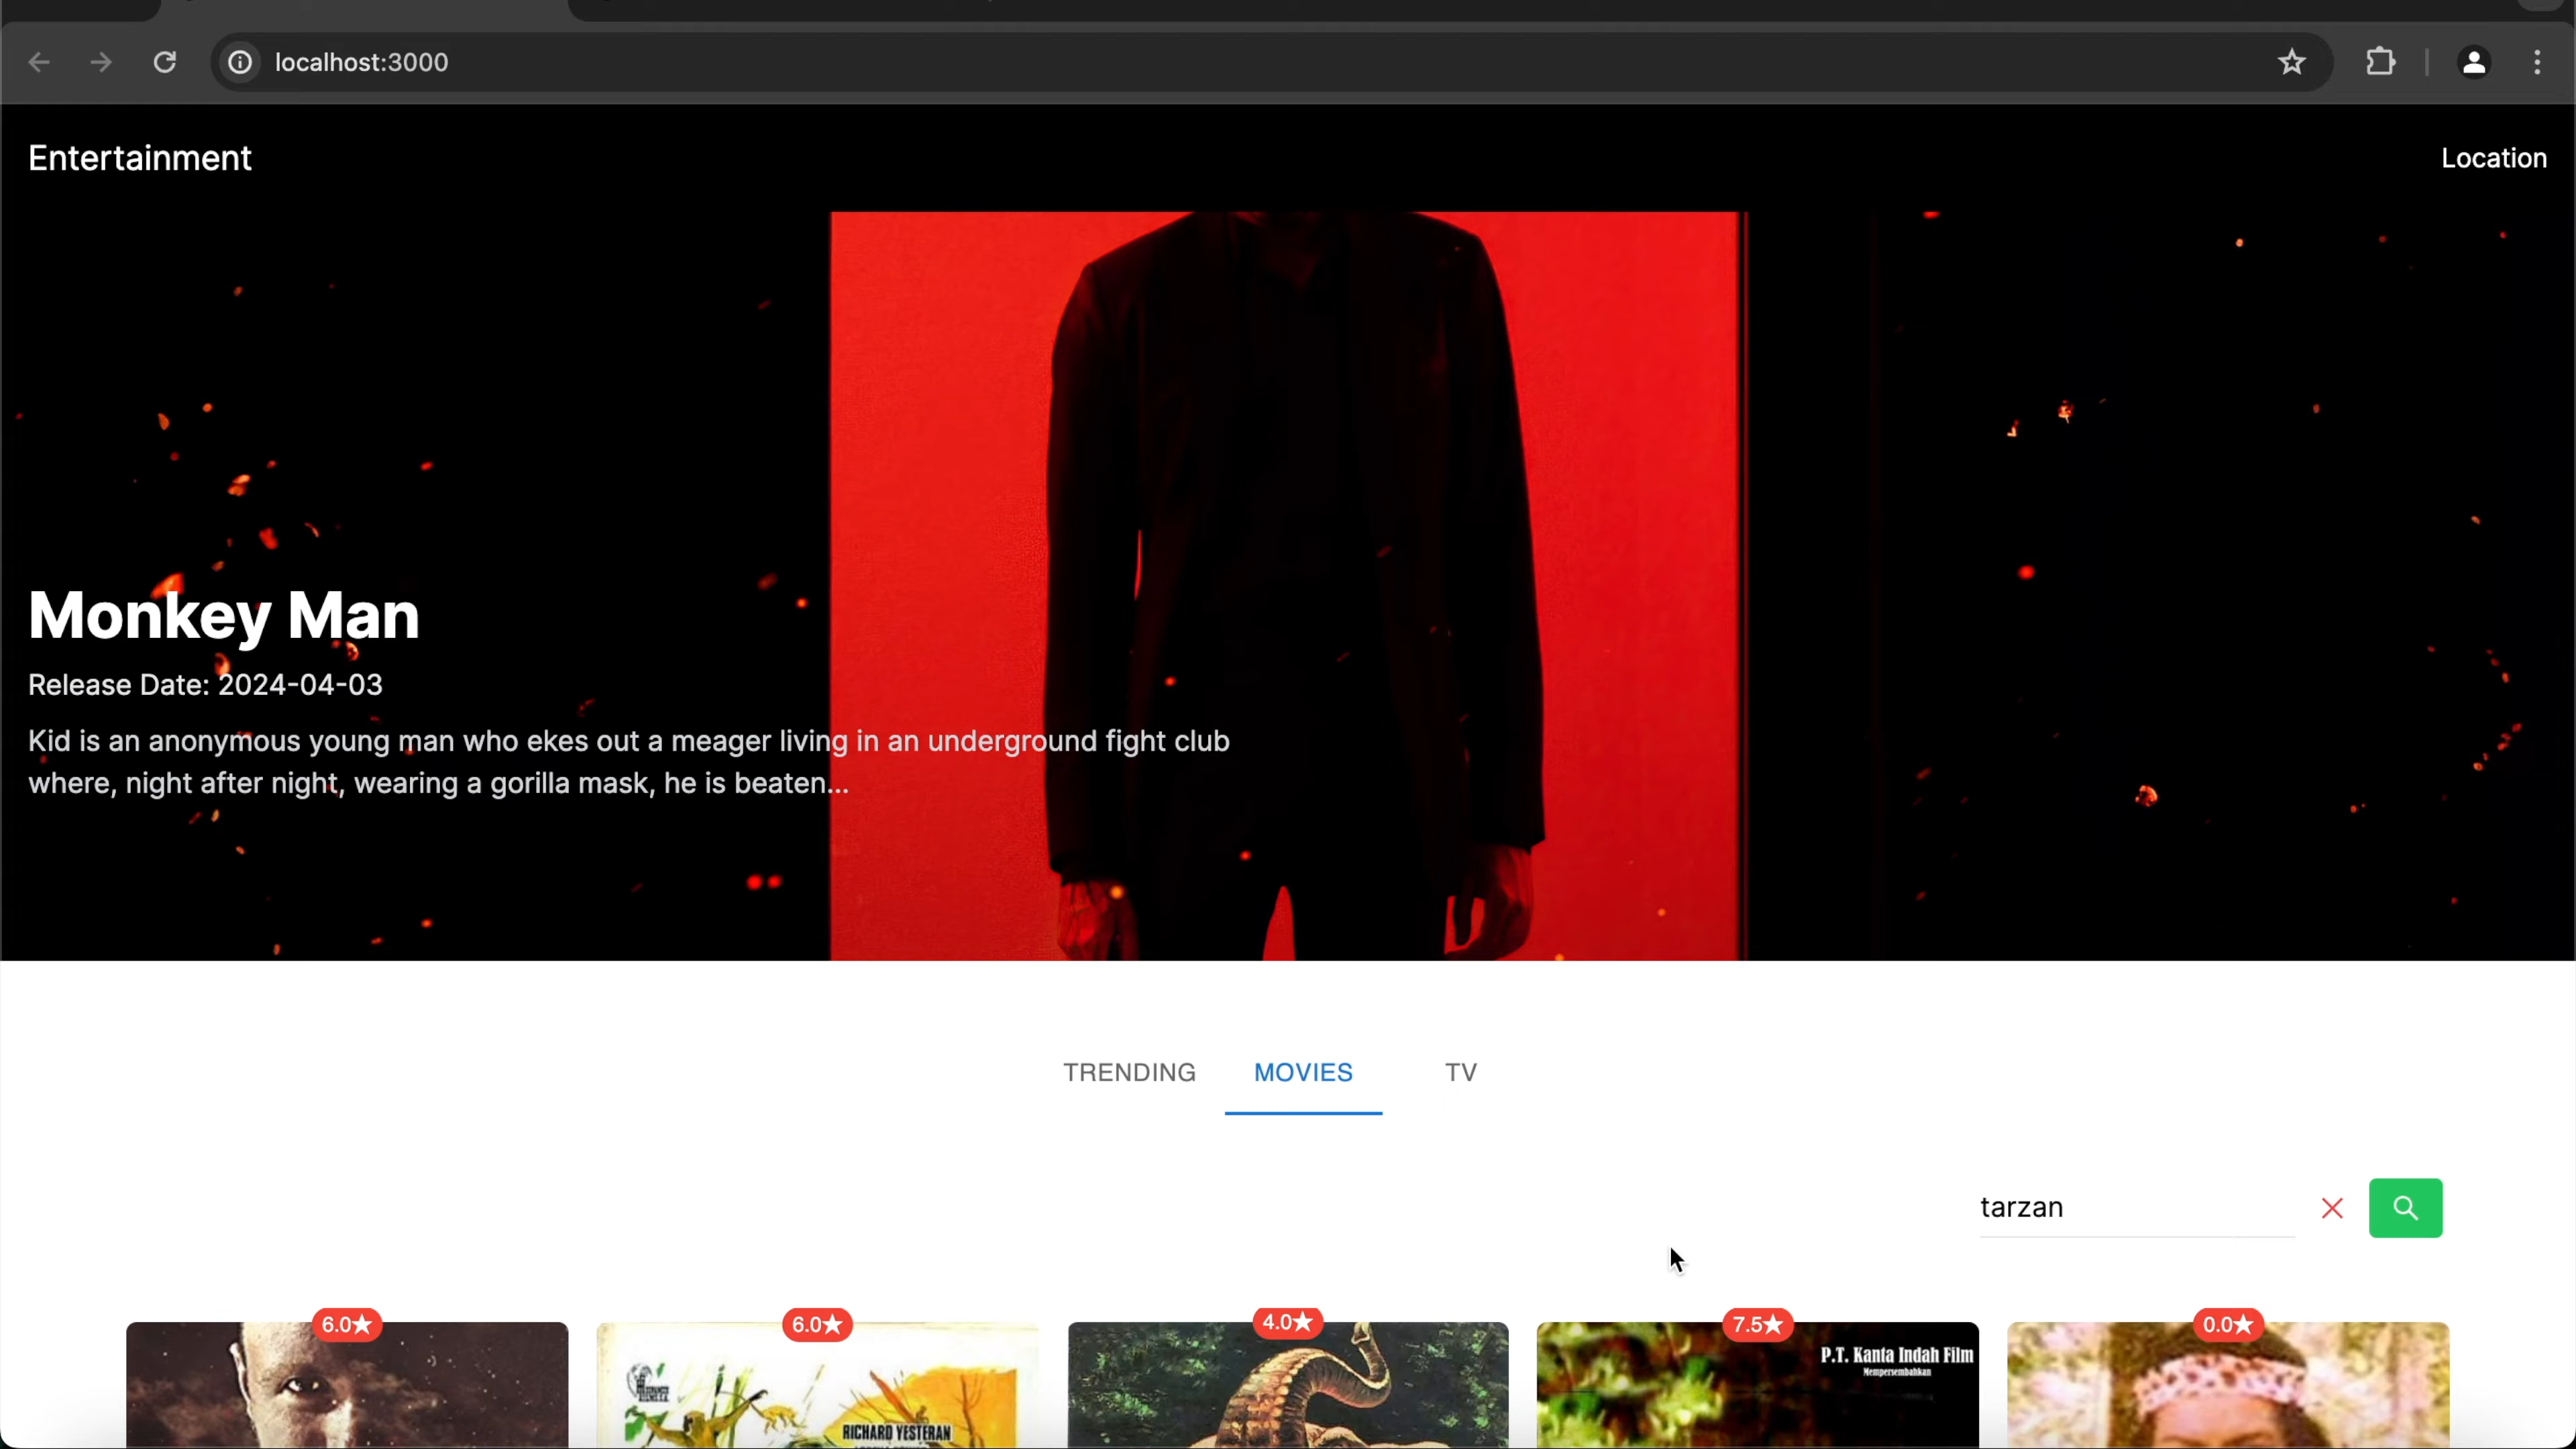 localhost:3000
Entertainment
Location
Monkey Man
Release Date: 2024-04-03
Kid is an anonymous young man who ekes out a meager living in an underground fight club
where, night after night, wearing a gorilla mask, he is beaten...
TRENDING MOVIES TV
tarzan
6.0★ 6.0★ 4.0★ 7.5★ 0.0★
P.T. Kanta Indah Film
Mempersembahkan
RICHARD YESTERAN